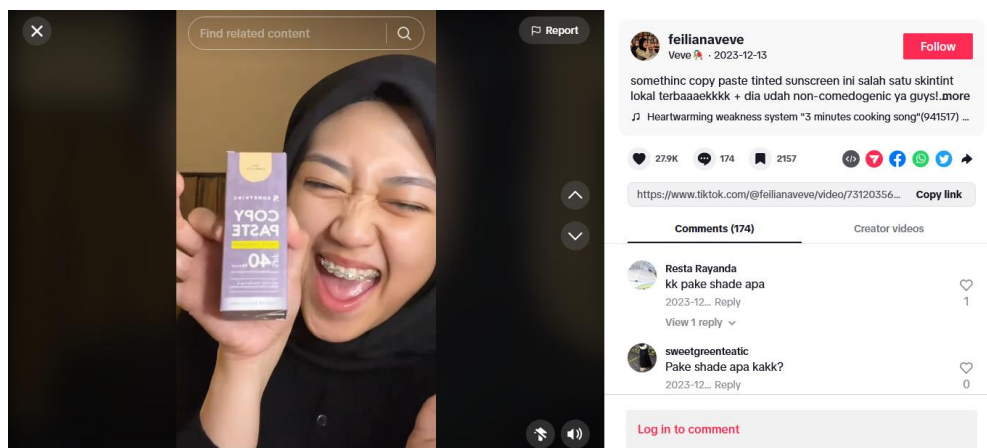 Find related content
Report
SOMETHINC
COPY
PASTE
40
feilianaveve
Veve · 2023-12-13
Follow
somethinc copy paste tinted sunscreen ini salah satu skintint
lokal terbaaaekkkk + dia udah non-comedogenic ya guys!...more
Heartwarming weakness system "3 minutes cooking song"(941517) ...
27.9K
174
2157
https://www.tiktok.com/@feilianaveve/video/73120356...
Copy link
Comments (174)
Creator videos
Resta Rayanda
kk pake shade apa
2023-12... Reply
1
View 1 reply
sweetgreenteatic
Pake shade apa kakk?
2023-12... Reply
0
Log in to comment